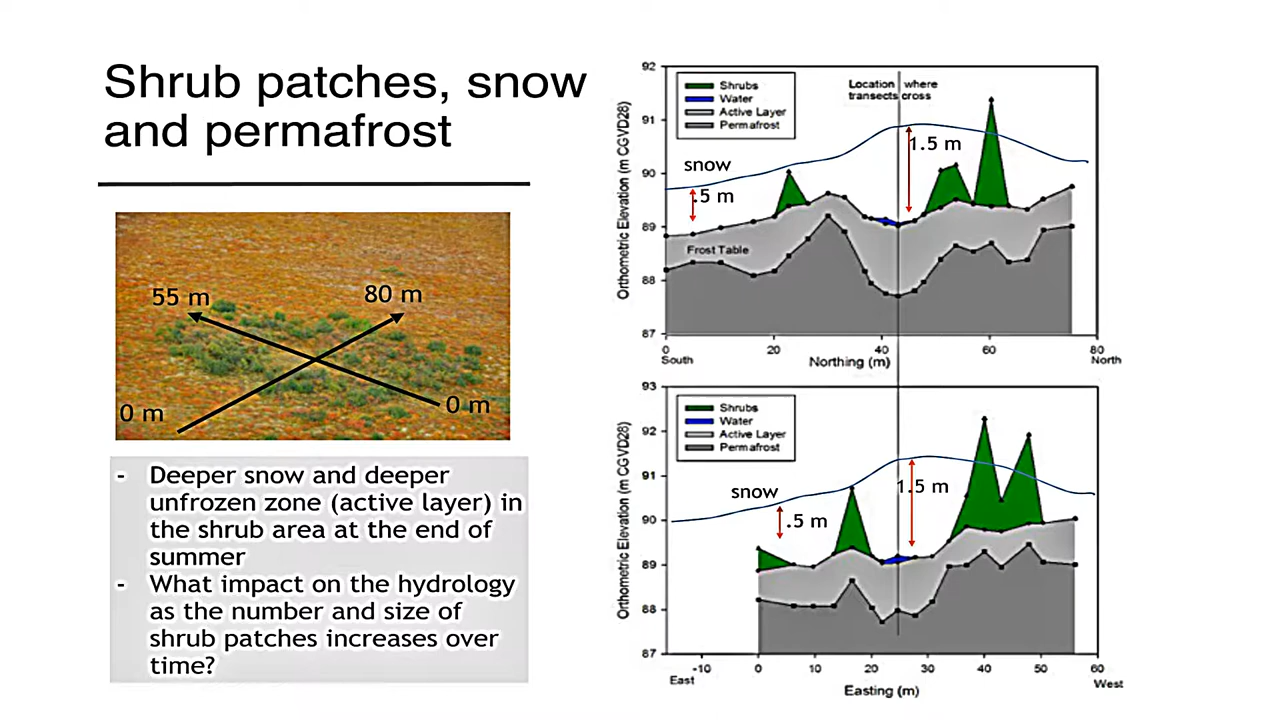 Shrub patches, snow
and permafrost
55 m
80 m
0 m
0 m
- Deeper snow and deeper
unfrozen zone (active layer) in
the shrub area at the end of
summer
- What impact on the hydrology
as the number and size of
shrub patches increases over
time?
92
91
90
89
88
87
Orthometric Elevation (m CGVD28)
Shrubs
Water
Active Layer
Permafrost
Location where
transects cross
snow
.5 m
1.5 m
Frost Table
0 20 40 60 80
South Northing (m) North
93
92
91
90
89
88
87
Orthometric Elevation (m CGVD28)
Shrubs
Water
Active Layer
Permafrost
snow
.5 m
1.5 m
-10 0 10 20 30 40 50 60
East Easting (m) West